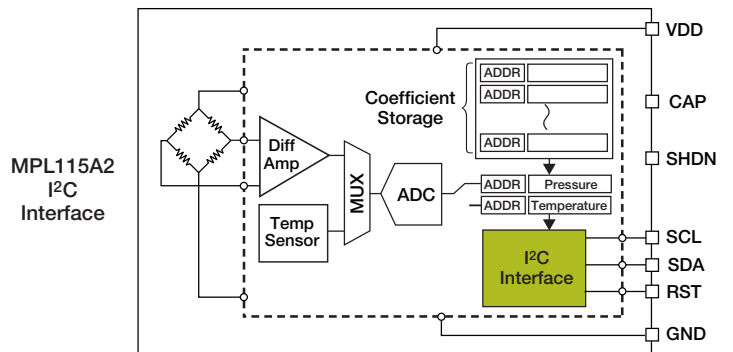 MPL115A2
I²C
Interface
Diff
Amp
Temp
Sensor
MUX
ADC
Coefficient
Storage
ADDR
ADDR
ADDR
ADDR Pressure
ADDR Temperature
I²C
Interface
VDD
CAP
SHDN
SCL
SDA
RST
GND